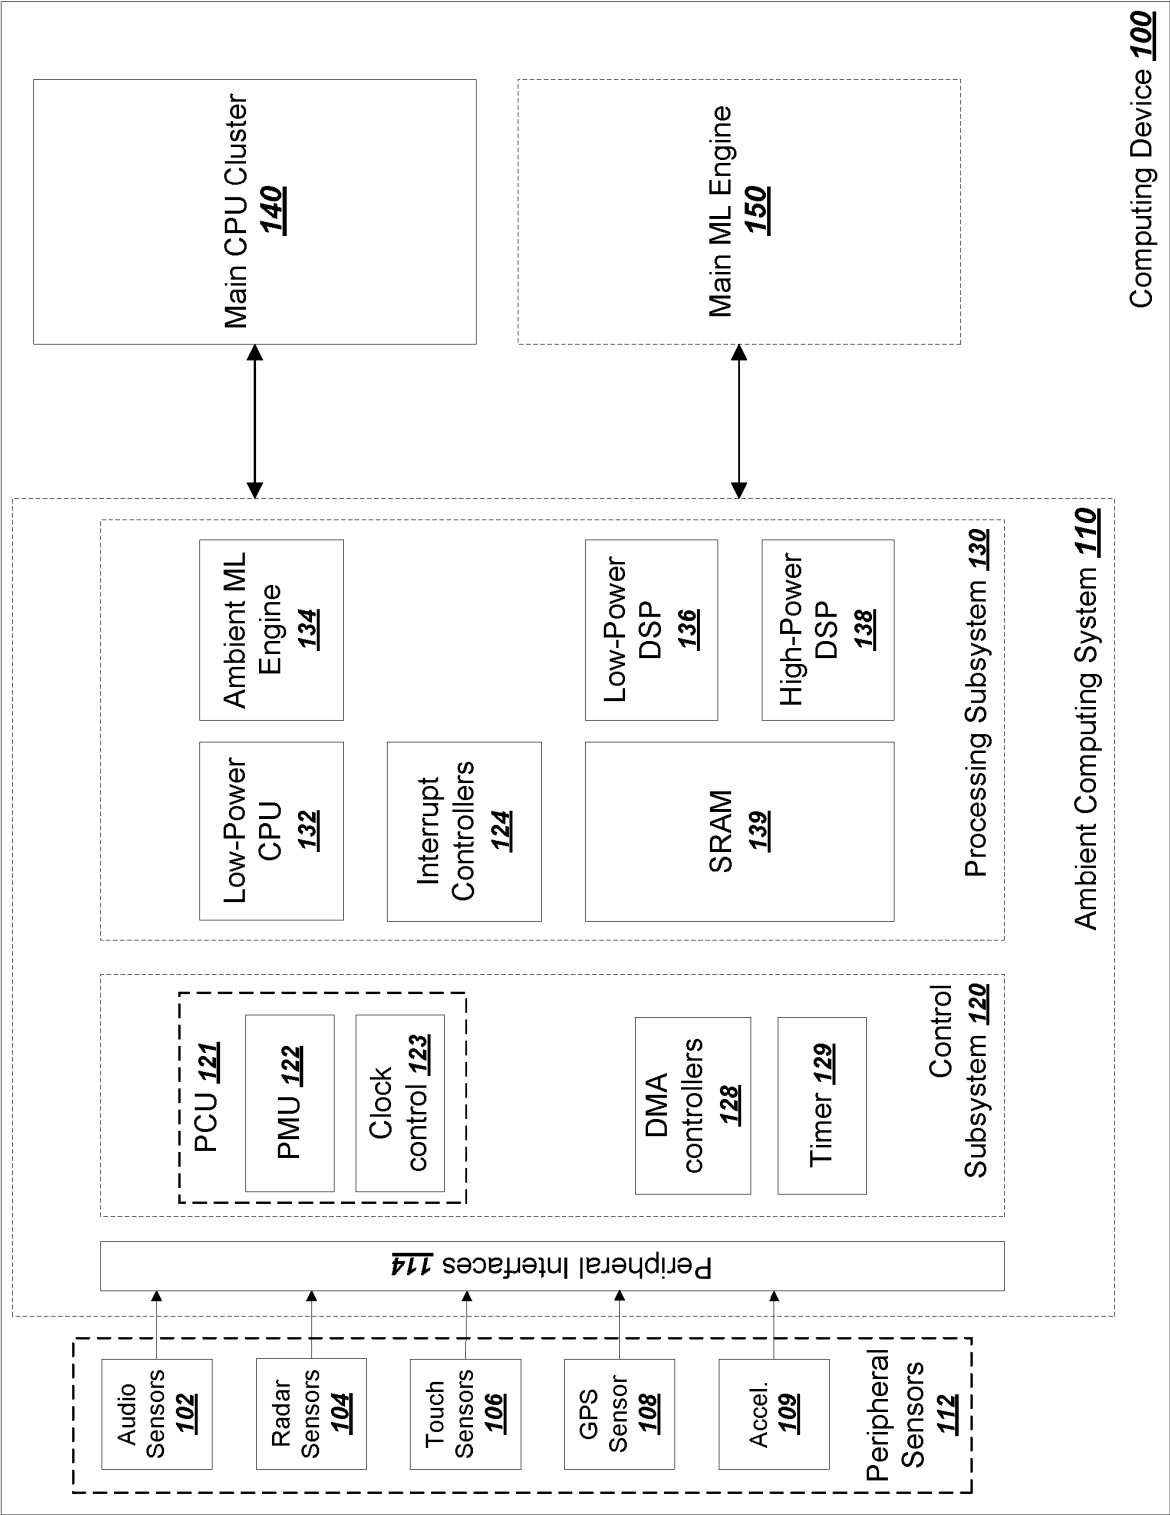 Computing Device 100
Main CPU Cluster
140
Main ML Engine
150
Ambient Computing System 110
Processing Subsystem 130
Ambient ML
Engine
134
Low-Power
DSP
136
High-Power
DSP
138
Low-Power
CPU
132
Interrupt
Controllers
124
SRAM
139
Control
Subsystem 120
PCU 121
PMU 122
Clock
control 123
DMA
controllers
128
Timer 129
Peripheral Interfaces 114
Audio
Sensors
102
Radar
Sensors
104
Touch
Sensors
106
GPS
Sensor
108
Accel.
109
Peripheral
Sensors
112